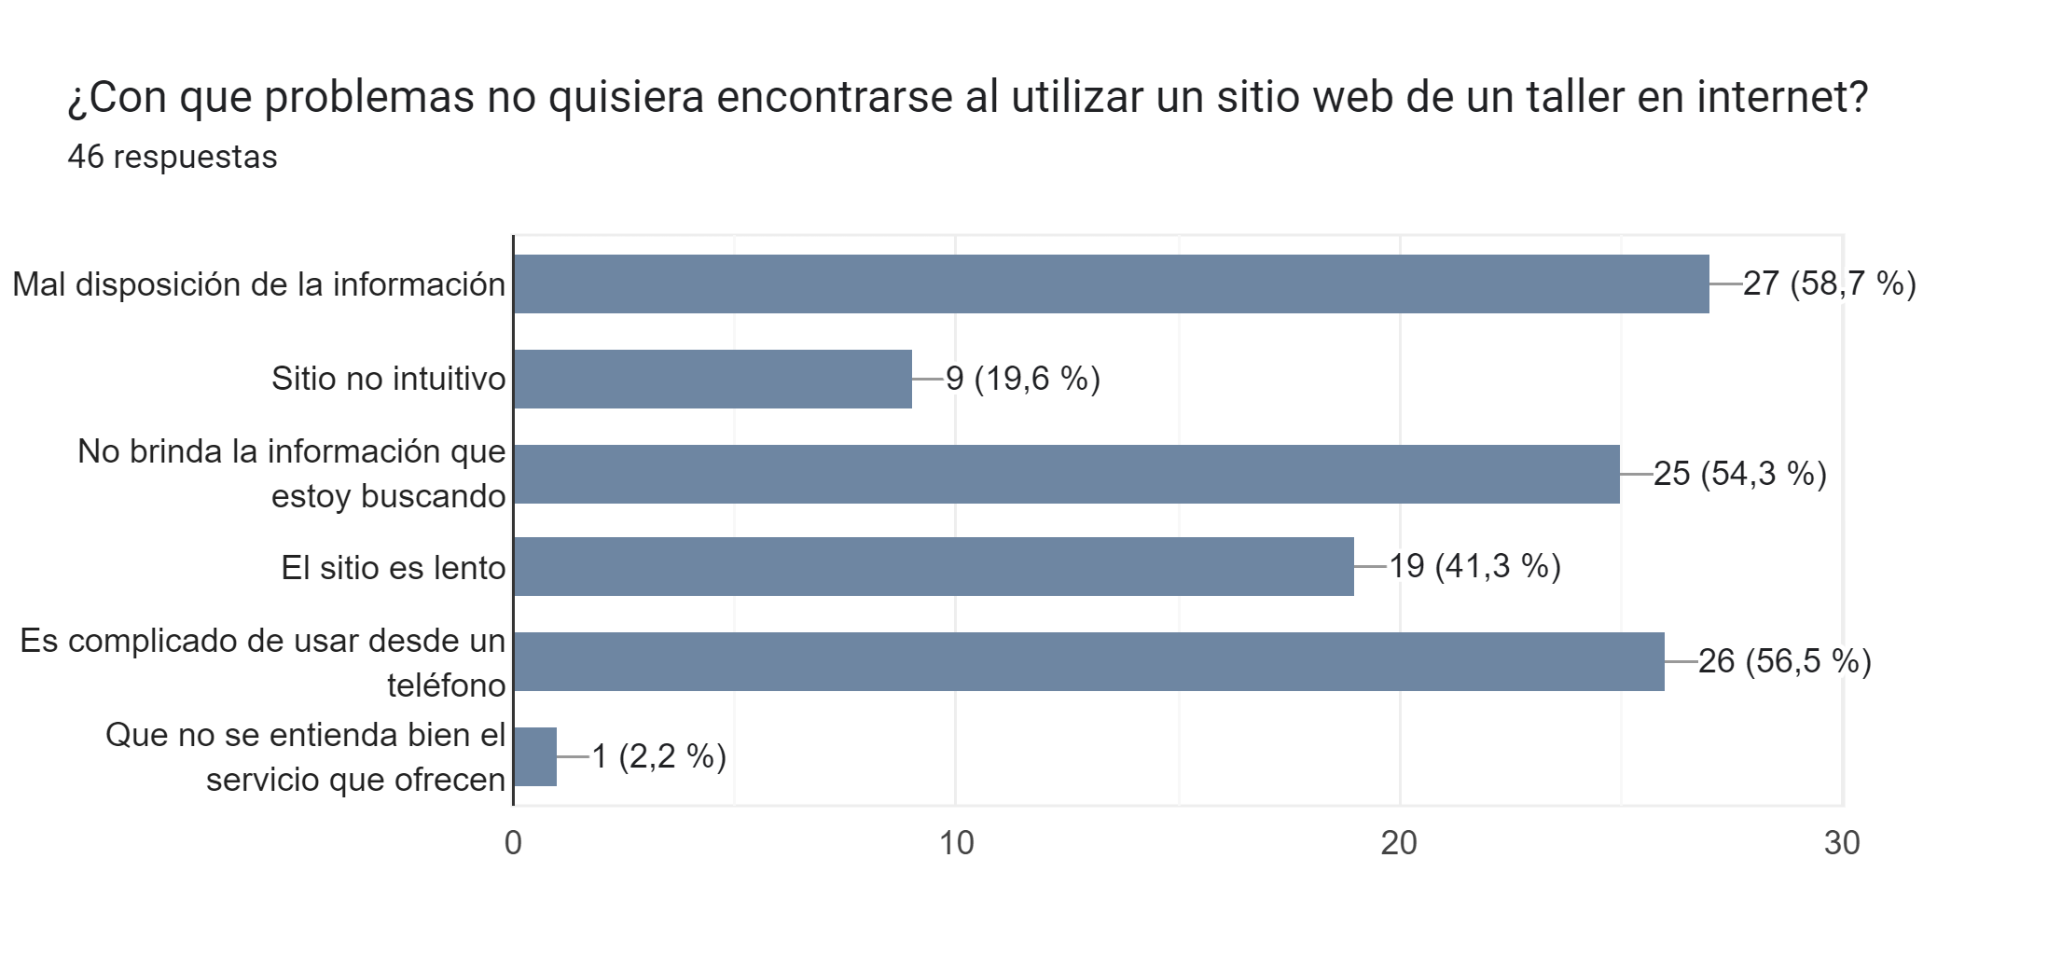 ¿Con que problemas no quisiera encontrarse al utilizar un sitio web de un taller en internet?
46 respuestas
Mal disposición de la información
27 (58,7 %)
Sitio no intuitivo
9 (19,6 %)
No brinda la información que
estoy buscando
25 (54,3 %)
El sitio es lento
19 (41,3 %)
Es complicado de usar desde un
teléfono
26 (56,5 %)
Que no se entienda bien el
servicio que ofrecen
1 (2,2 %)
0
10
20
30